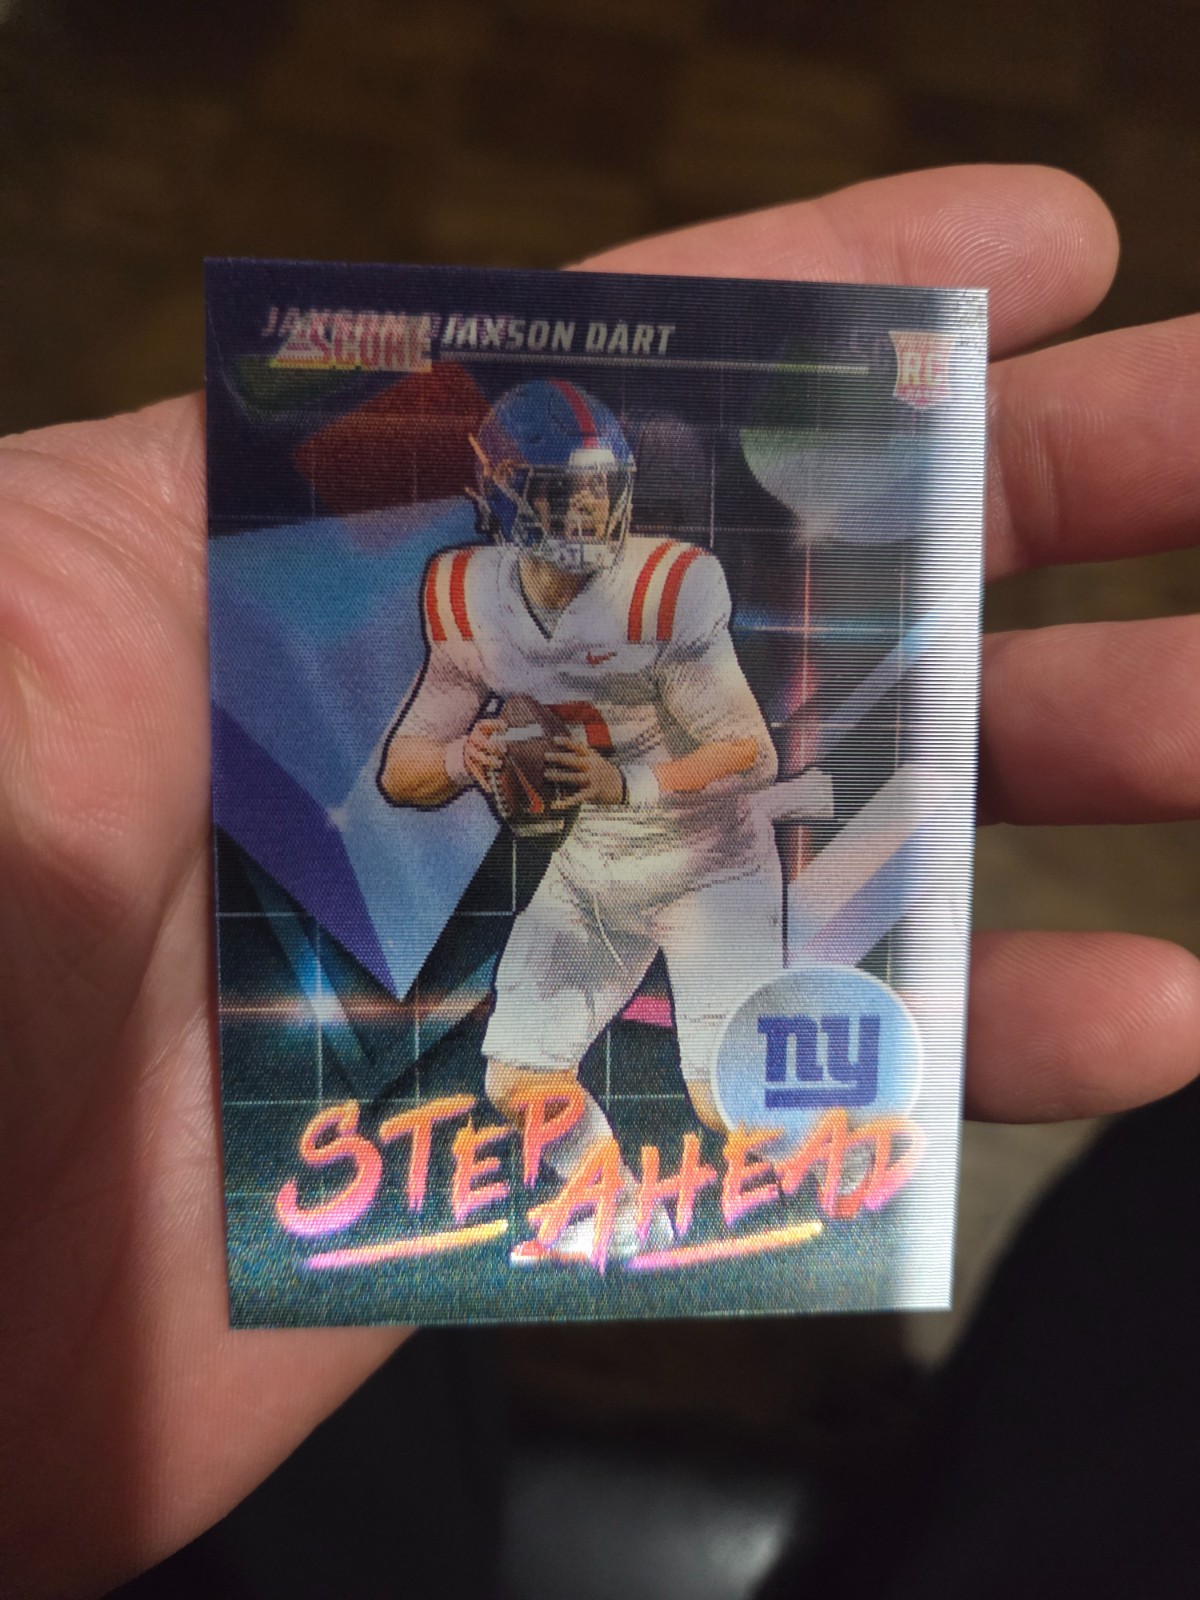 JAXSON DART
SCORE
RC
ny
STEP
AHEAD